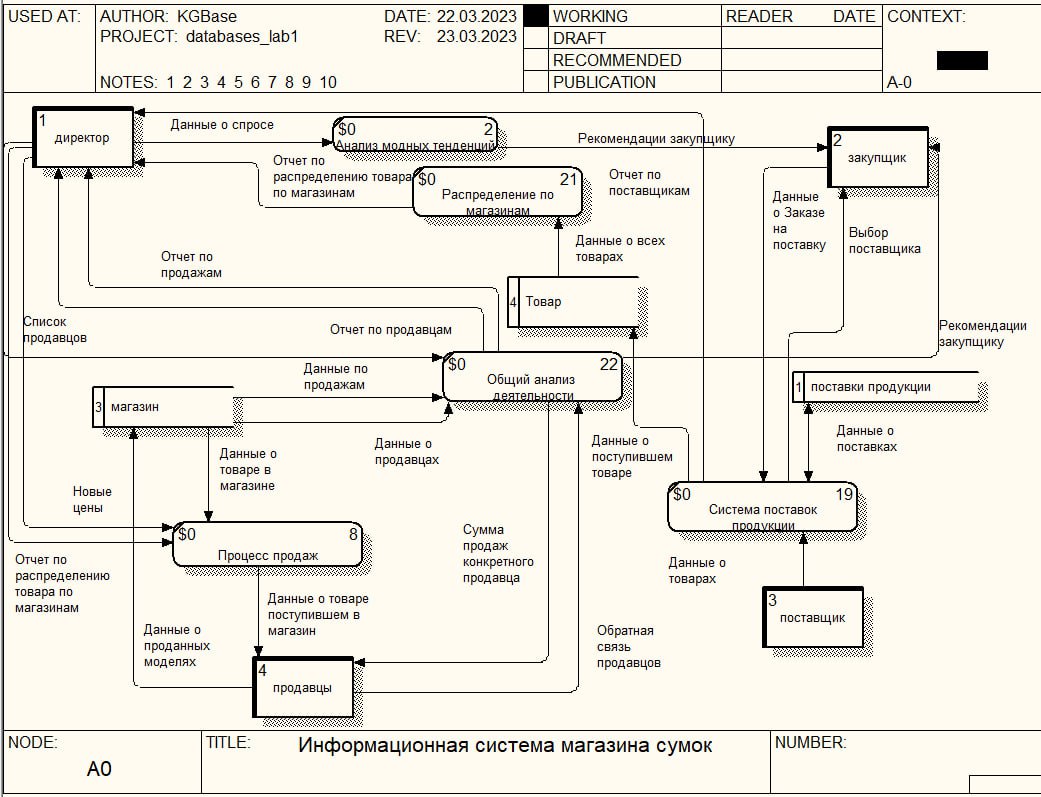 USED AT:
AUTHOR: KGBase
DATE: 22.03.2023
PROJECT: databases_lab1
REV: 23.03.2023
NOTES: 1 2 3 4 5 6 7 8 9 10
WORKING
DRAFT
RECOMMENDED
PUBLICATION
READER
DATE
CONTEXT:
A-0
1
директор
Данные о спросе
$0
2
Анализ модных тенденций
Рекомендации закупщику
2
закупщик
Отчет по
распределению товара
по магазинам
$0
21
Распределение по
магазинам
Отчет по
поставщикам
Данные
о Заказе
на
поставку
Выбор
поставщика
Данные о всех
товарах
Отчет по
продажам
4
Товар
Список
продавцов
Отчет по продавцам
Рекомендации
закупщику
Данные по
продажам
$0
22
Общий анализ
деятельности
1
поставки продукции
3
магазин
Данные о
продавцах
Данные о
поступившем
товаре
Данные о
поставках
Данные о
товаре в
магазине
Новые
цены
$0
19
Система поставок
продукции
$0
8
Процесс продаж
Сумма
продаж
конкретного
продавца
Отчет по
распределению
товара по
магазинам
Данные о
товарах
Данные о товаре
поступившем в
магазин
3
поставщик
Данные о
проданных
моделях
Обратная
связь
продавцов
4
продавцы
NODE:
A0
TITLE:
Информационная система магазина сумок
NUMBER: